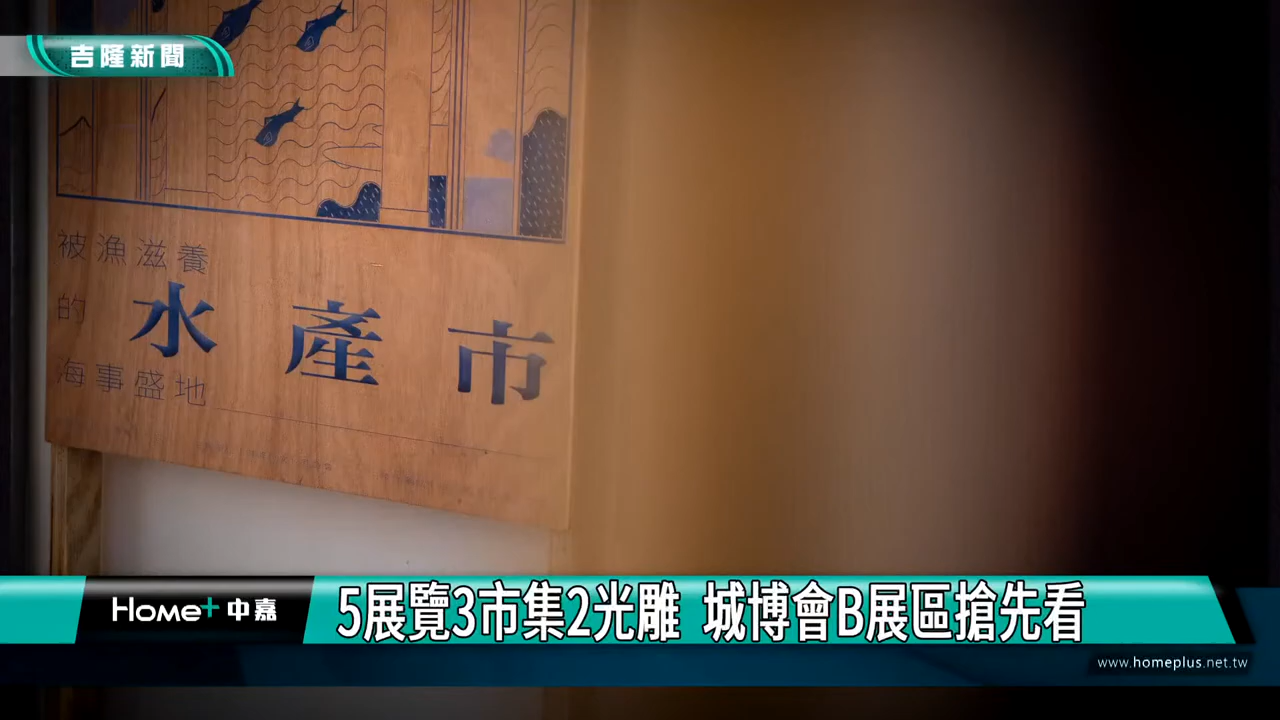 吉隆新聞
被漁滋養
的 水產市
海事盛地
Home+中嘉
5展覽3市集2光雕 城博會B展區搶先看
www.homeplus.net.tw